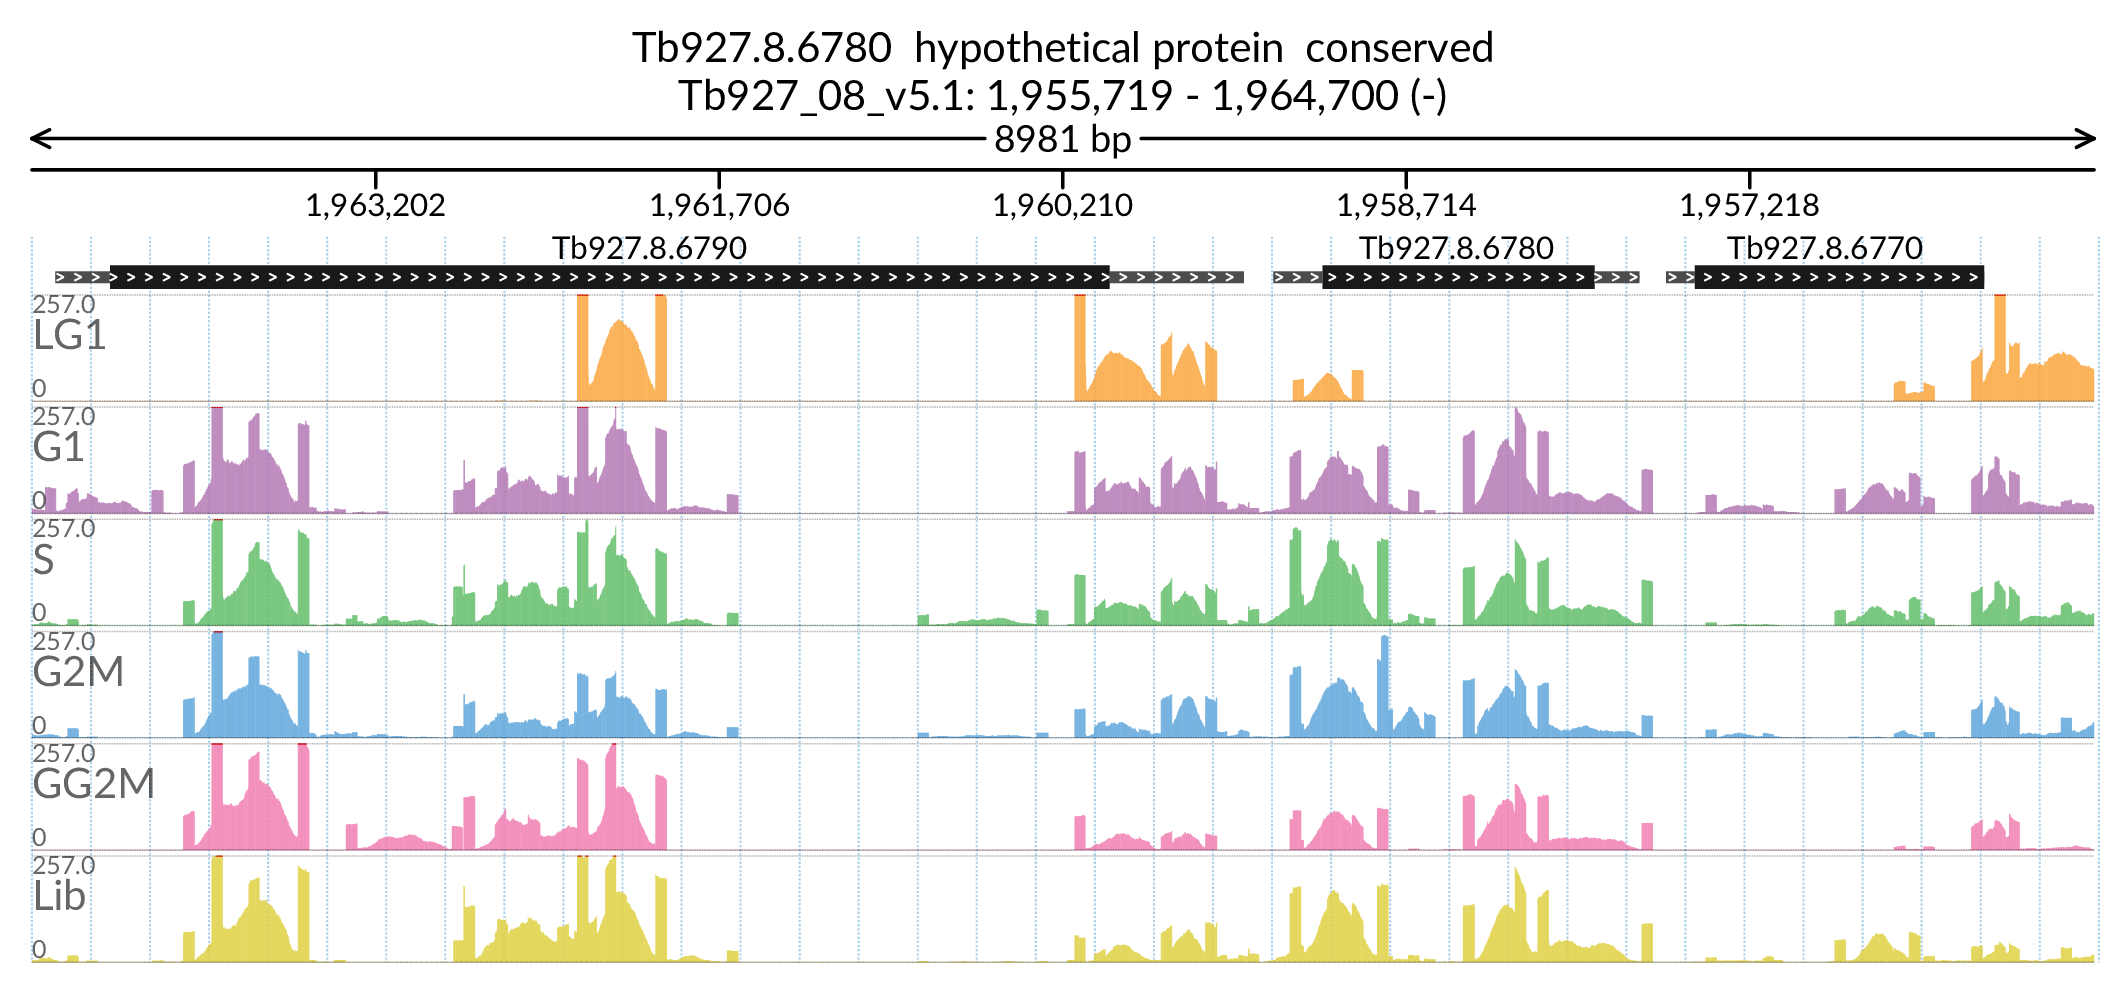 Tb927.8.6780 hypothetical protein conserved
Tb927_08_v5.1: 1,955,719 - 1,964,700 (-)
8981 bp
1,963,202 1,961,706 1,960,210 1,958,714 1,957,218
Tb927.8.6790 Tb927.8.6780 Tb927.8.6770
257.0
LG1
0
257.0
G1
0
257.0
S
0
257.0
G2M
0
257.0
GG2M
0
257.0
Lib
0